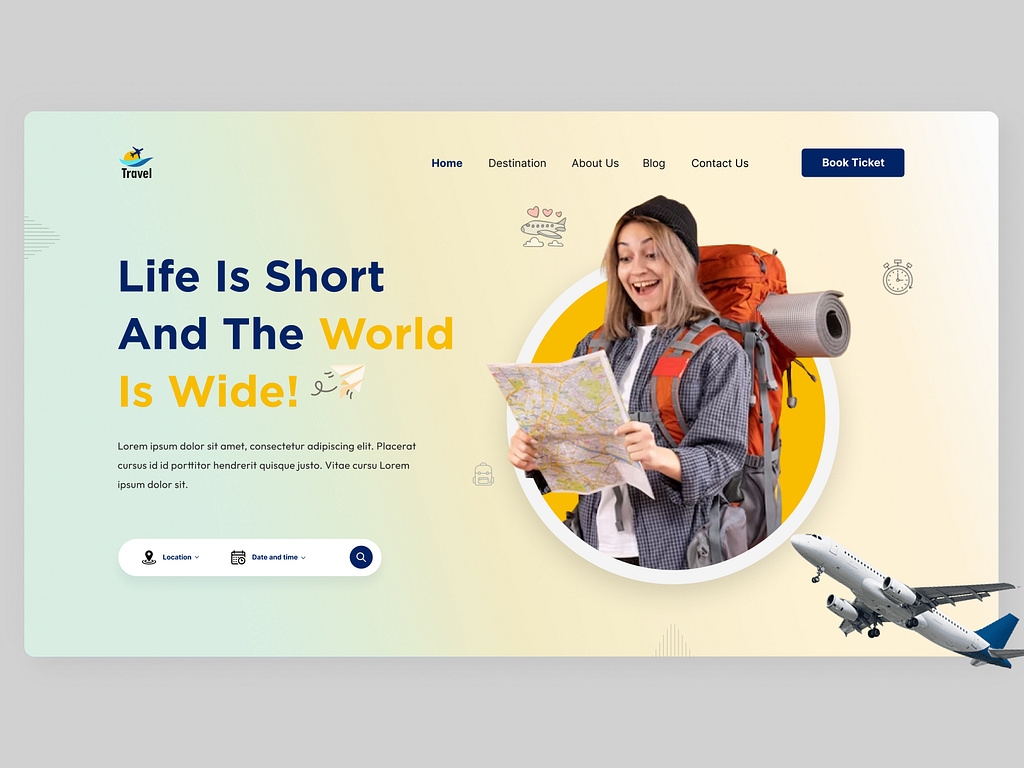 Travel
Home Destination About Us Blog Contact Us Book Ticket
Life Is Short
And The World
Is Wide!
Lorem ipsum dolor sit amet, consectetur adipiscing elit. Placerat
cursus id id porttitor hendrerit quisque justo. Vitae cursu Lorem
ipsum dolor sit.
Location Date and time